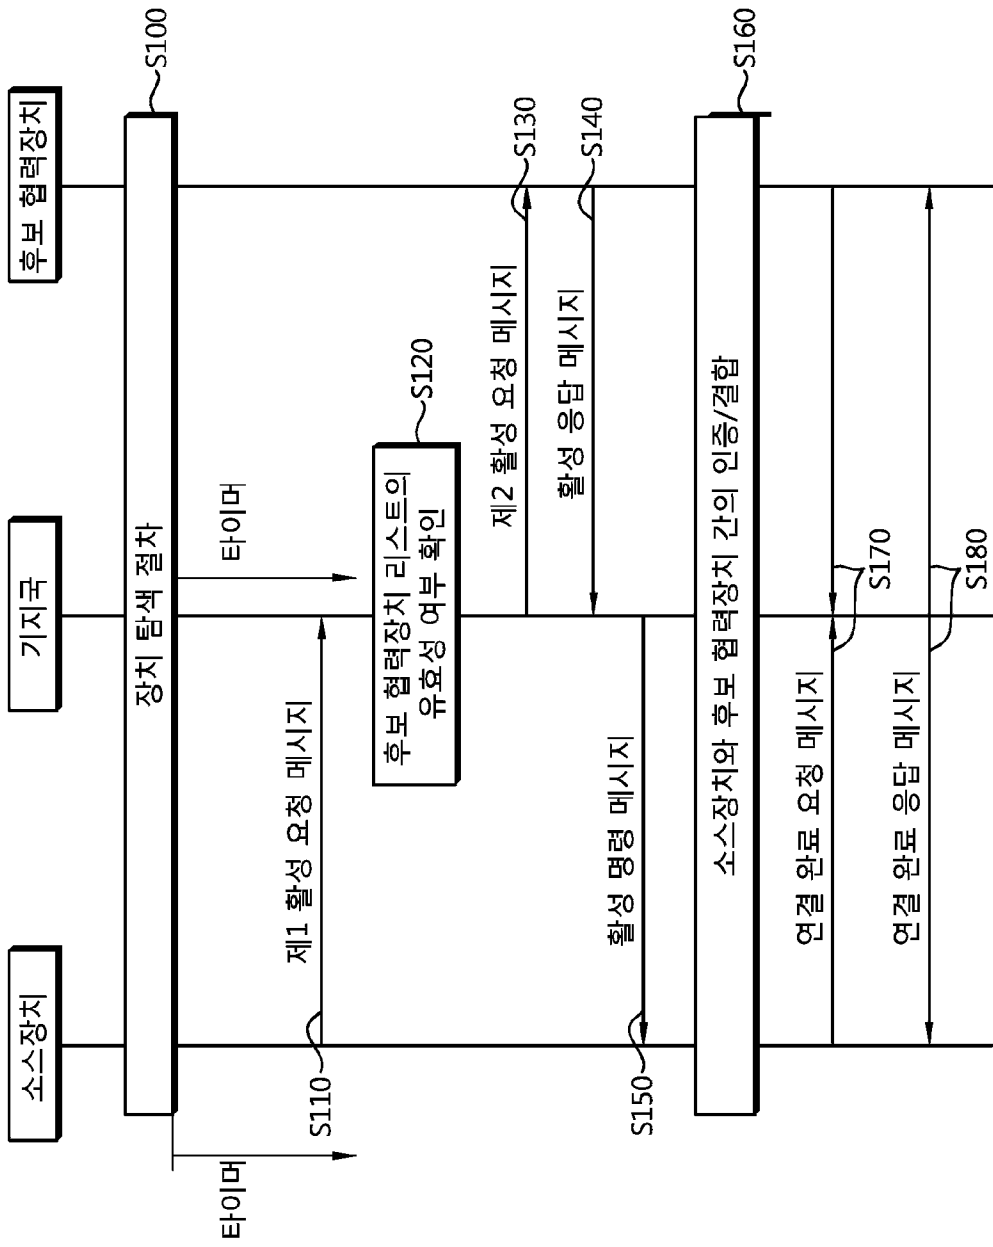 소스장치
기지국
후보 협력장치
장치 탐색 절차
S100
타이머
타이머
제1 활성 요청 메시지
S110
후보 협력장치 리스트의
유효성 여부 확인
S120
제2 활성 요청 메시지
S130
활성 응답 메시지
S140
활성 명령 메시지
S150
소스장치와 후보 협력장치 간의 인증/결합
S160
연결 완료 요청 메시지
S170
연결 완료 응답 메시지
S180